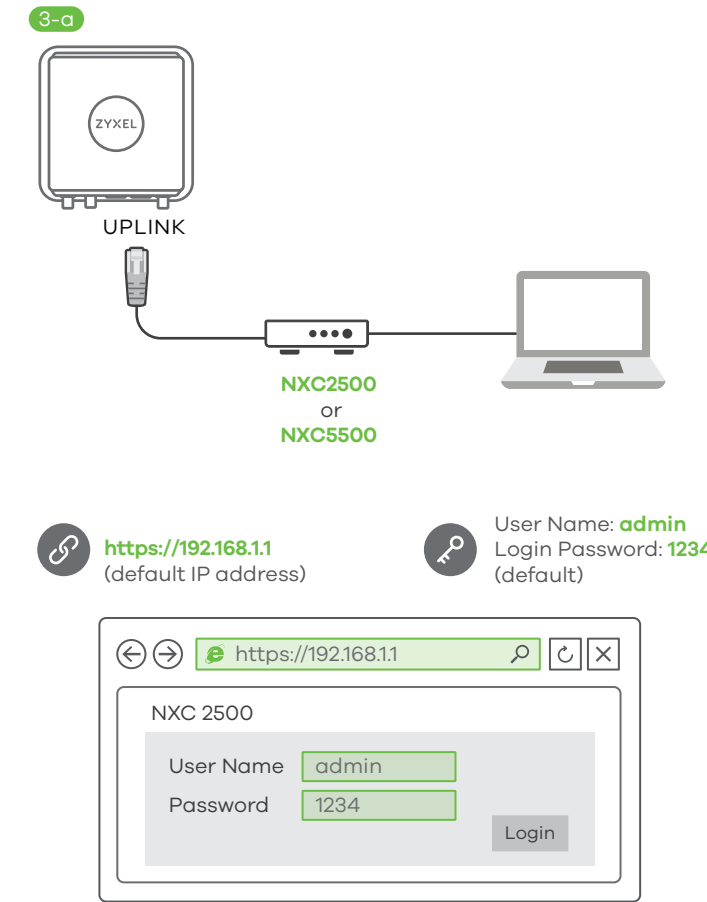 3-a
ZYXEL
UPLINK
NXC2500
or
NXC5500
https://192.168.1.1
(default IP address)
User Name: admin
Login Password: 1234
(default)
https://192.168.1.1
NXC 2500
User Name admin
Password 1234
Login